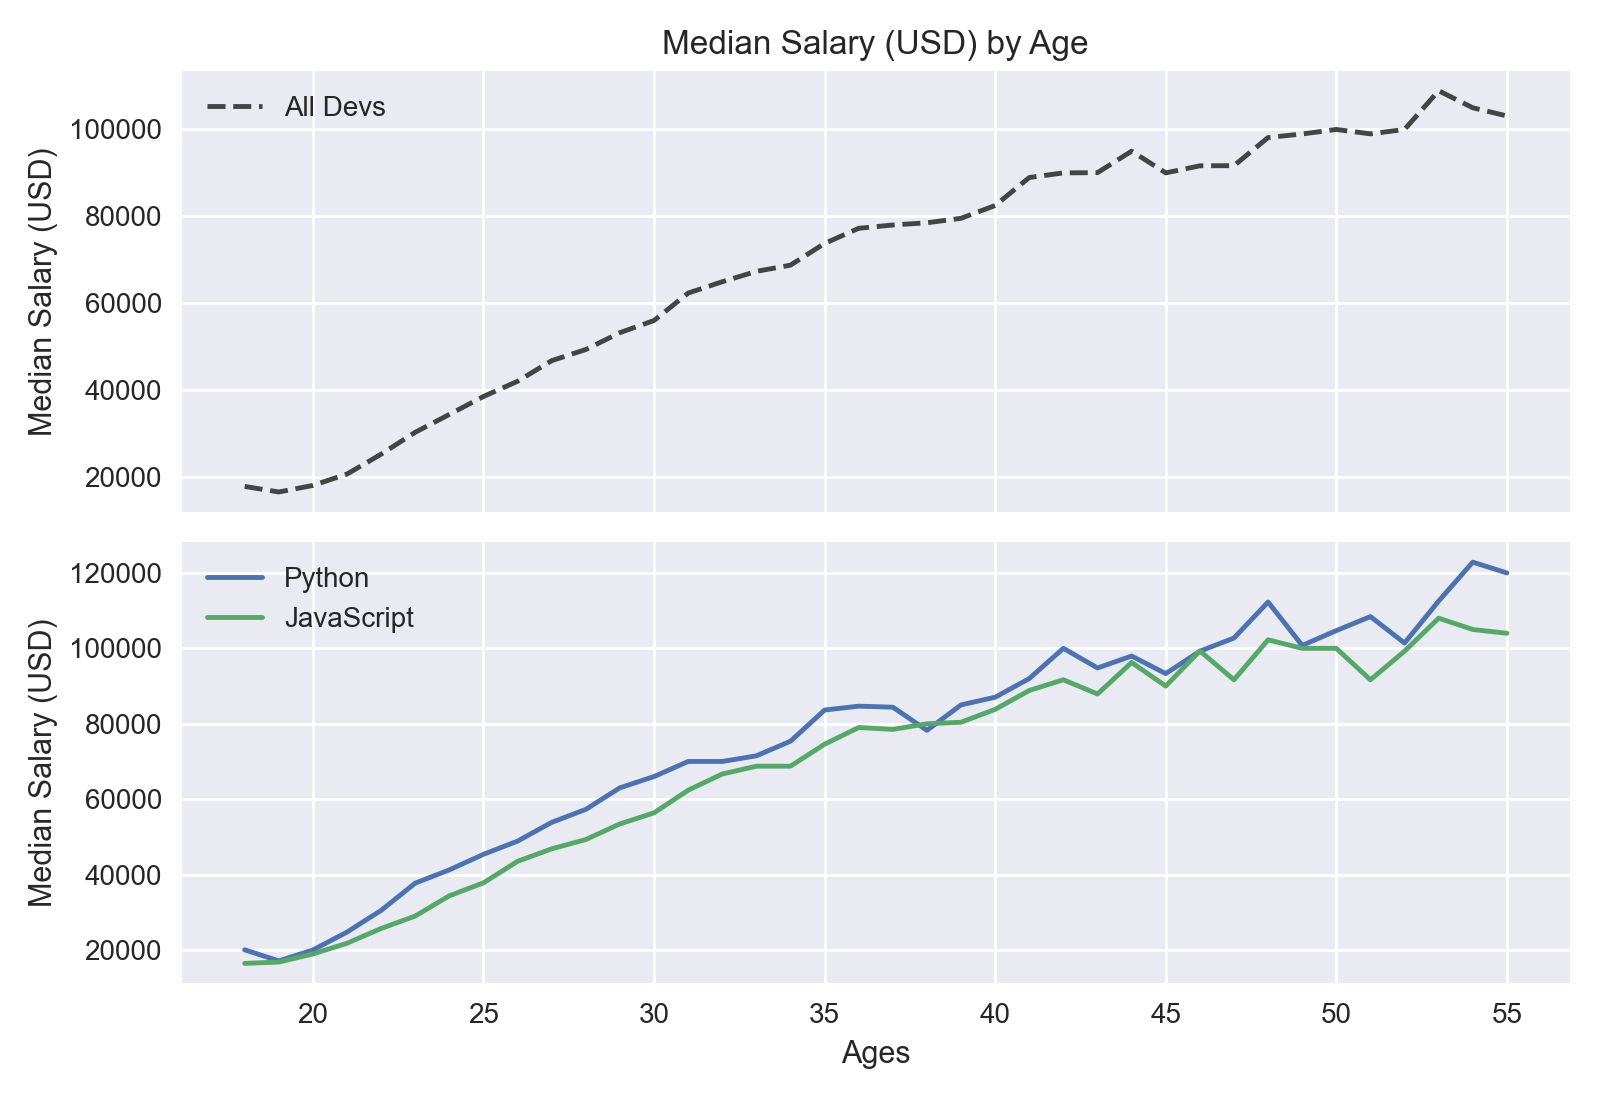 Median Salary (USD) by Age
All Devs
100000
80000
60000
40000
20000
Median Salary (USD)
Python
JavaScript
120000
100000
80000
60000
40000
20000
Median Salary (USD)
20 25 30 35 40 45 50 55
Ages